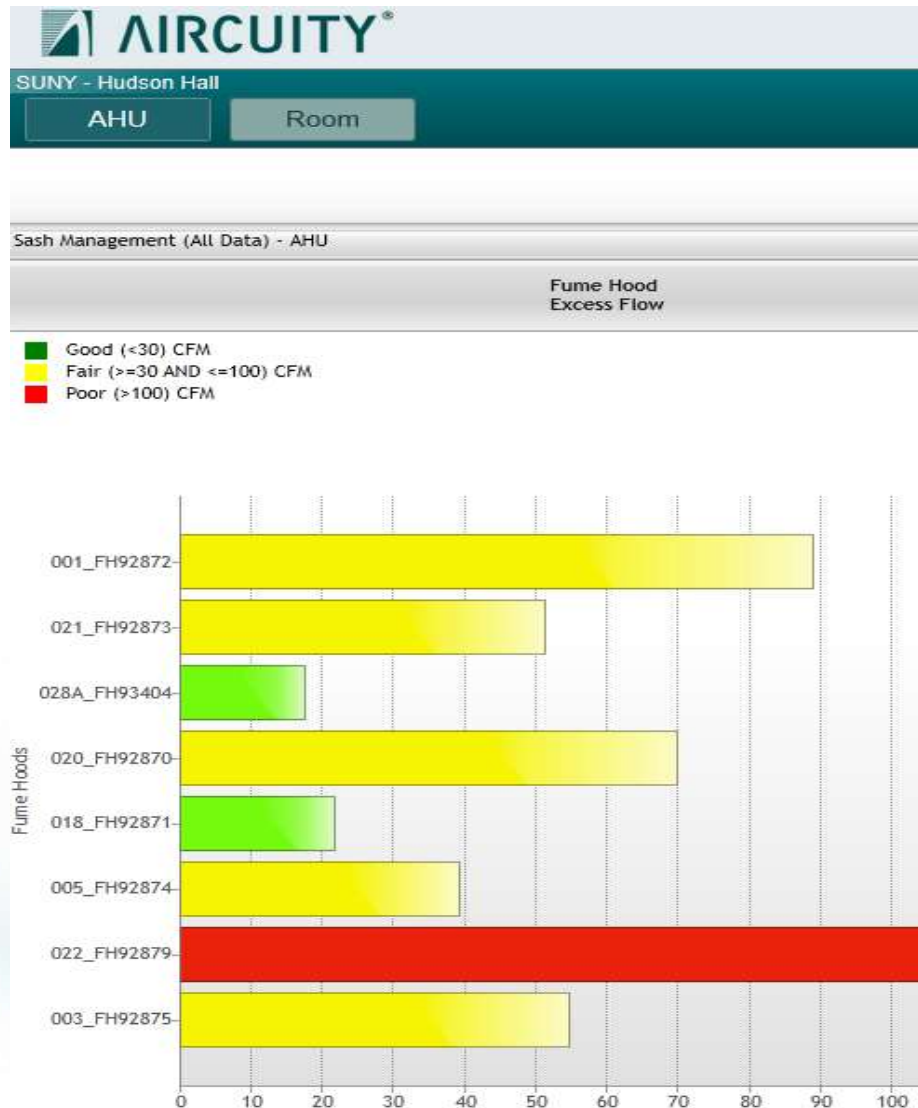 AIRCUITY®
SUNY - Hudson Hall
AHU Room
Sash Management (All Data) - AHU
Fume Hood
Excess Flow
Good (<30) CFM
Fair (>=30 AND <=100) CFM
Poor (>100) CFM
Fume Hoods
001_FH92872
021_FH92873
028A_FH93404
020_FH92870
018_FH92871
005_FH92874
022_FH92879
003_FH92875
0 10 20 30 40 50 60 70 80 90 100